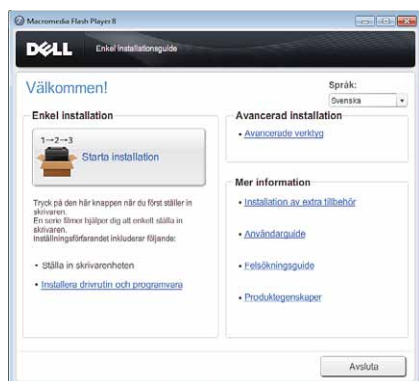 Macromedia Flash Player 8
DELL
Enkel installationsguide
Välkommen!
Språk:
Svenska
Enkel installation
1→2→3
Starta installation
Tryck på den här knappen när du först ställer in
skrivaren.
En serie filmer hjälper dig att enkelt ställa in
skrivaren.
Inställningsförfarandet inkluderar följande:
• Ställa in skrivarenheten
• Installera drivrutin och programvara
Avancerad installation
• Avancerade verktyg
Mer information
• Installation av extra tillbehör
• Användarguide
• Felsökningsguide
• Produktegenskaper
Avsluta